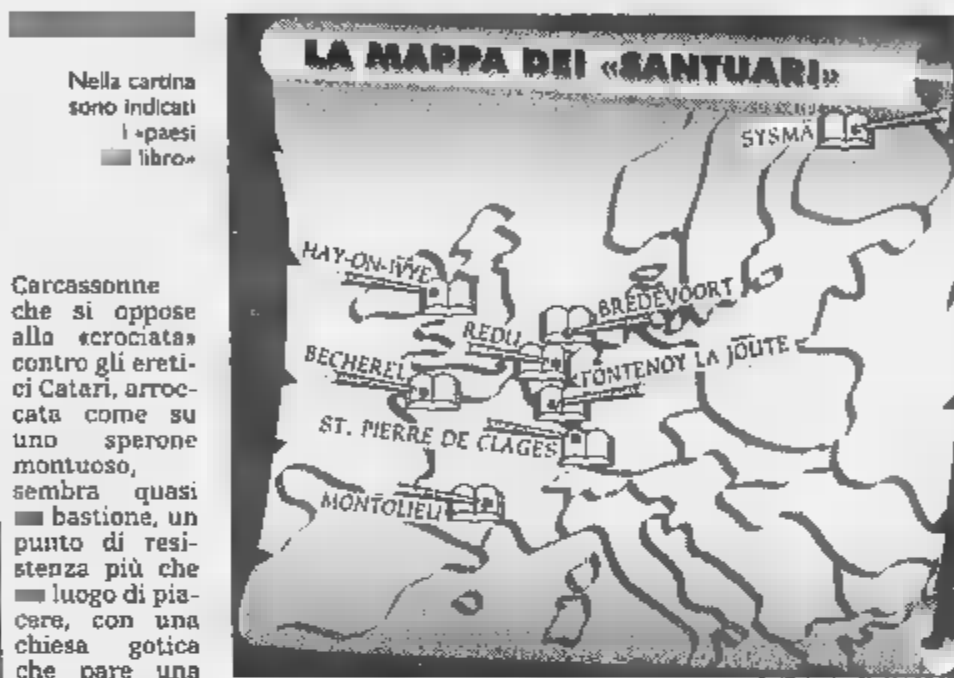 Nella cartina
sono indicati
i «paesi
libro»
Carcassonne
che si oppose
alla «crociata»
contro gli ereti-
ci Catari, arroc-
cata come su
uno sperone
montuoso,
sembra quasi
bastione, un
punto di resi-
stenza più che
luogo di pia-
cere, con una
chiesa gotica
che pare una
LA MAPPA DEI «SANTUARI»
SYSMÄ
HAY-ON-WYE
BREDEVOORT
REDU
FONTENOY LA JOUTE
BECHEREL
ST. PIERRE DE CLAGES
MONTOLIEU